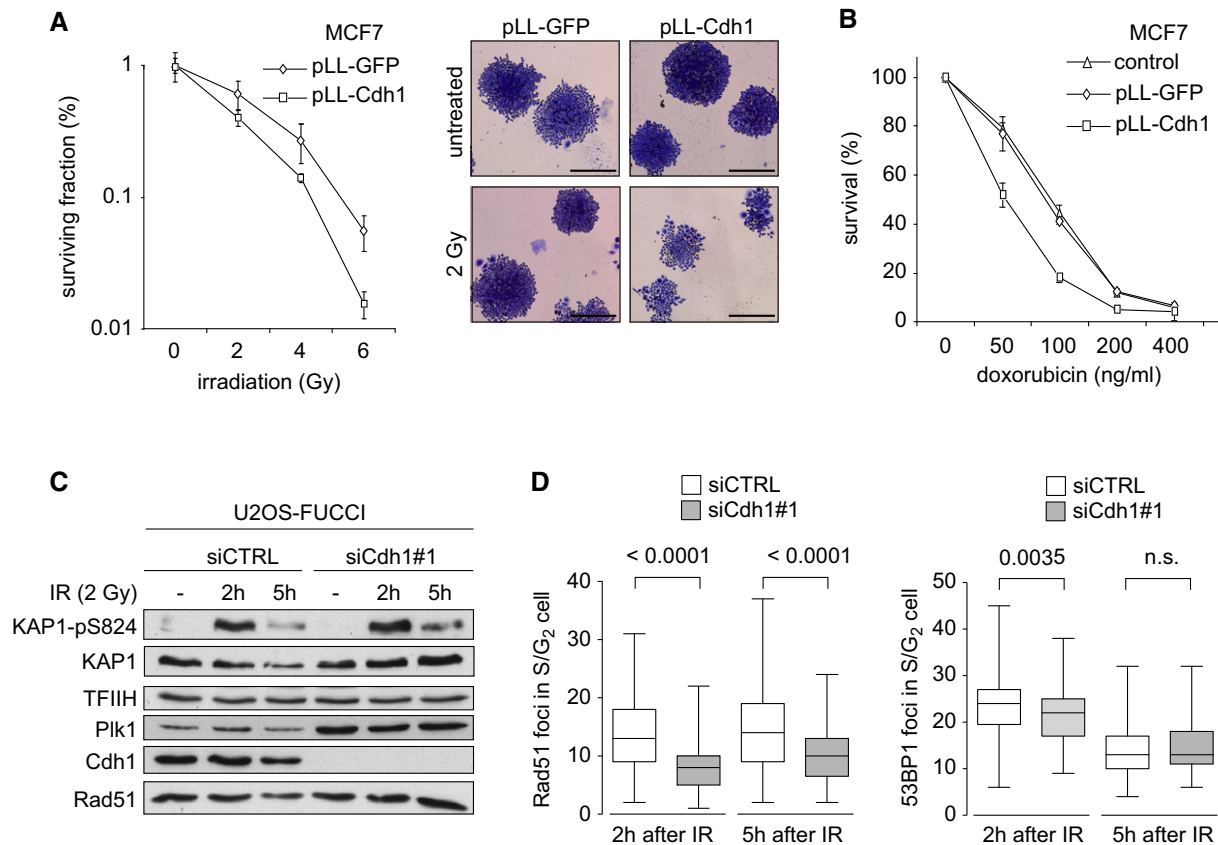 A
MCF7
pLL-GFP
pLL-Cdh1
surviving fraction (%)
1
0.1
0.01
0 2 4 6
irradiation (Gy)
pLL-GFP pLL-Cdh1
untreated
2 Gy
B
MCF7
control
pLL-GFP
pLL-Cdh1
survival (%)
100
80
60
40
20
0
0 50 100 200 400
doxorubicin (ng/ml)
C
U2OS-FUCCI
siCTRL siCdh1#1
IR (2 Gy) - 2h 5h - 2h 5h
KAP1-pS824
KAP1
TFIIH
Plk1
Cdh1
Rad51
D
siCTRL
siCdh1#1
< 0.0001 < 0.0001
Rad51 foci in S/G2 cell
40
30
20
10
0
2h after IR 5h after IR
siCTRL
siCdh1#1
0.0035 n.s.
53BP1 foci in S/G2 cell
50
40
30
20
10
0
2h after IR 5h after IR